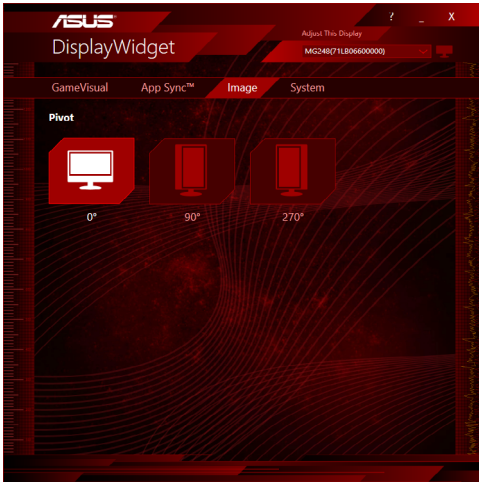 ASUS
? _ X
DisplayWidget
Adjust This Display
MG248(71LB06600000)
GameVisual App Sync™ Image System
Pivot
0° 90° 270°